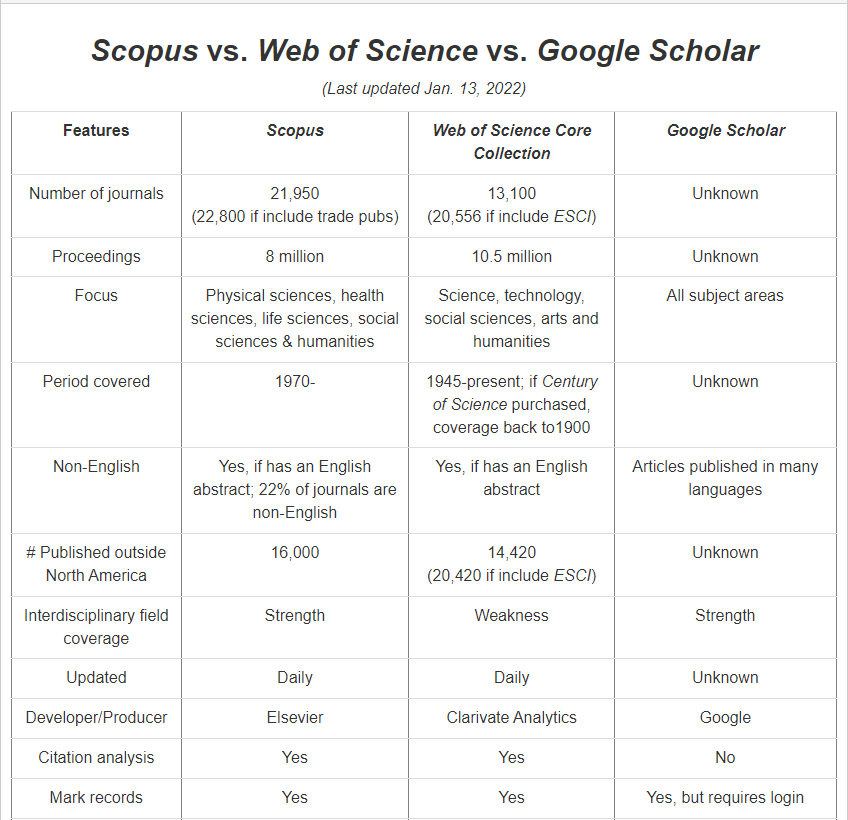 Scopus vs. Web of Science vs. Google Scholar
(Last updated Jan. 13, 2022)
Features
Scopus
Web of Science Core
Collection
Google Scholar
Number of journals
21,950
(22,800 if include trade pubs)
13,100
(20,556 if include ESCI)
Unknown
Proceedings
8 million
10.5 million
Unknown
Focus
Physical sciences, health
sciences, life sciences, social
sciences & humanities
Science, technology,
social sciences, arts and
humanities
All subject areas
Period covered
1970-
1945-present; if Century
of Science purchased,
coverage back to1900
Unknown
Non-English
Yes, if has an English
abstract; 22% of journals are
non-English
Yes, if has an English
abstract
Articles published in many
languages
# Published outside
North America
16,000
14,420
(20,420 if include ESCI)
Unknown
Interdisciplinary field
coverage
Strength
Weakness
Strength
Updated
Daily
Daily
Unknown
Developer/Producer
Elsevier
Clarivate Analytics
Google
Citation analysis
Yes
Yes
No
Mark records
Yes
Yes
Yes, but requires login